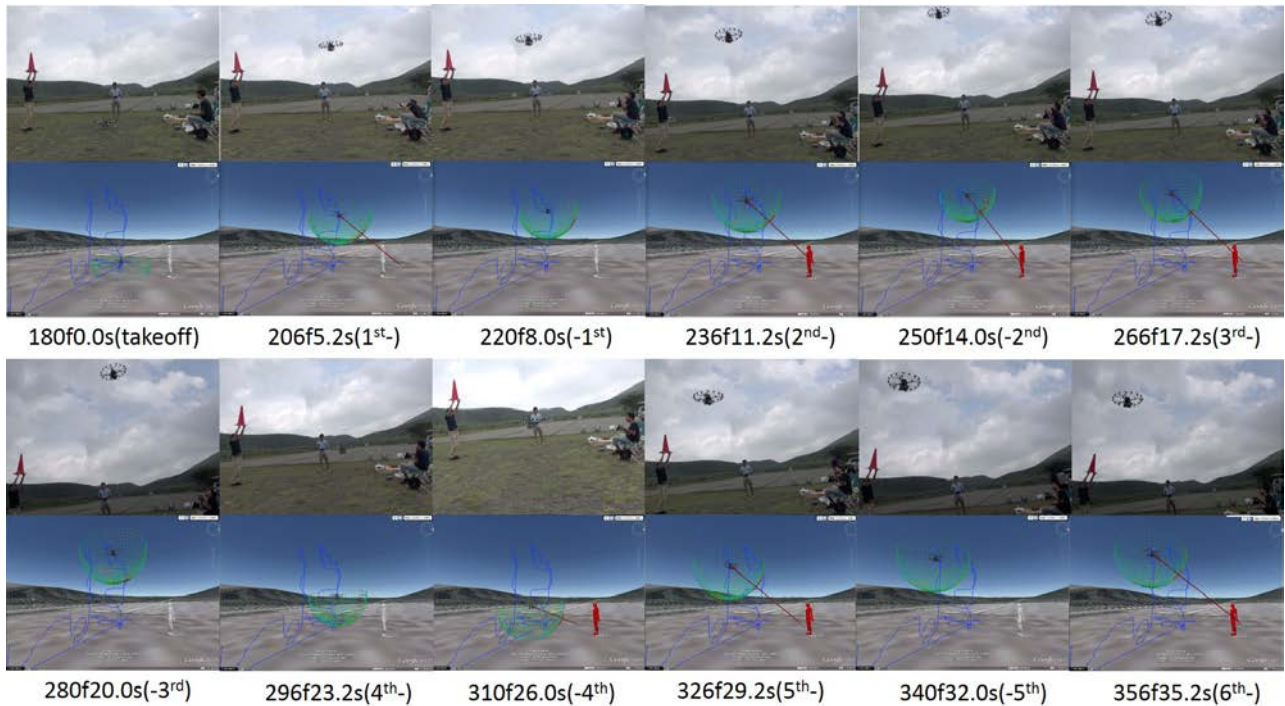 180f0.0s(takeoff)
206f5.2s(1st-)
220f8.0s(-1st)
236f11.2s(2nd-)
250f14.0s(-2nd)
266f17.2s(3rd-)
280f20.0s(-3rd)
296f23.2s(4th-)
310f26.0s(-4th)
326f29.2s(5th-)
340f32.0s(-5th)
356f35.2s(6th-)